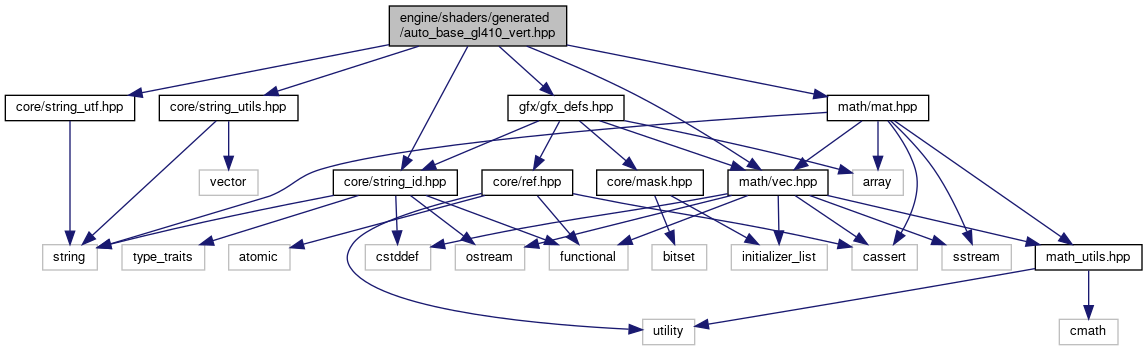 engine/shaders/generated
/auto_base_gl410_vert.hpp
core/string_utf.hpp
core/string_utils.hpp
gfx/gfx_defs.hpp
math/mat.hpp
vector
core/string_id.hpp
core/ref.hpp
core/mask.hpp
math/vec.hpp
array
string
type_traits
atomic
cstddef
ostream
functional
bitset
initializer_list
cassert
sstream
math_utils.hpp
utility
cmath